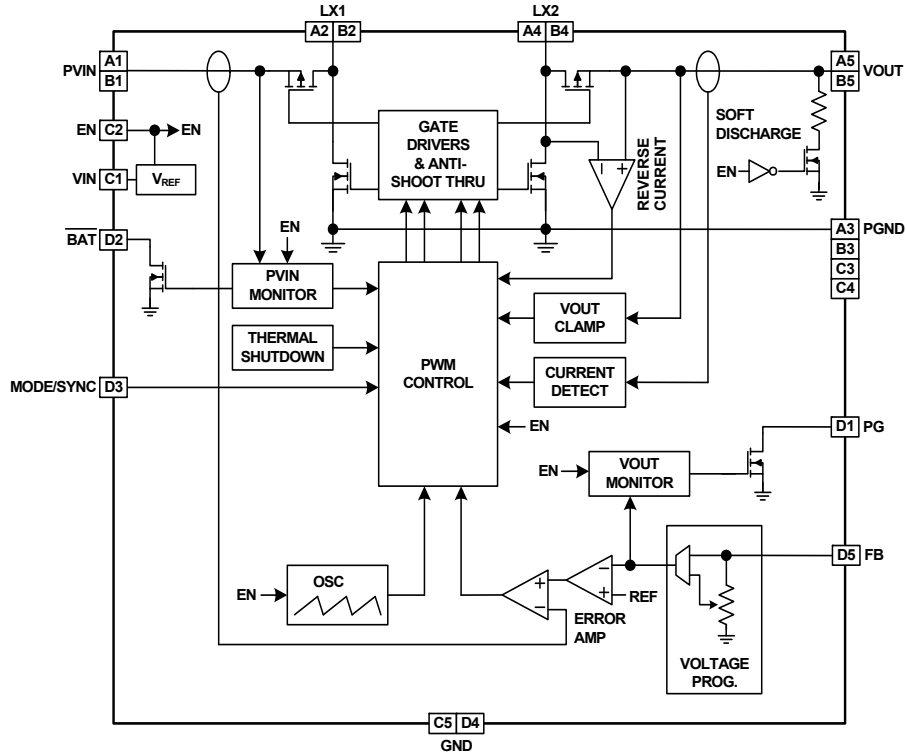 LX1
LX2
A2 B2
A4 B4
A1
B1
PVIN
A5
B5
VOUT
EN C2
EN
VIN C1
VREF
GATE
DRIVERS
& ANTI-
SHOOT THRU
REVERSE
CURRENT
SOFT
DISCHARGE
EN
BAT D2
EN
A3 PGND
B3
C3
C4
PVIN
MONITOR
THERMAL
SHUTDOWN
PWM
CONTROL
VOUT
CLAMP
CURRENT
DETECT
MODE/SYNC D3
EN
D1 PG
EN
VOUT
MONITOR
D5 FB
EN
OSC
REF
ERROR
AMP
VOLTAGE
PROG.
C5 D4
GND